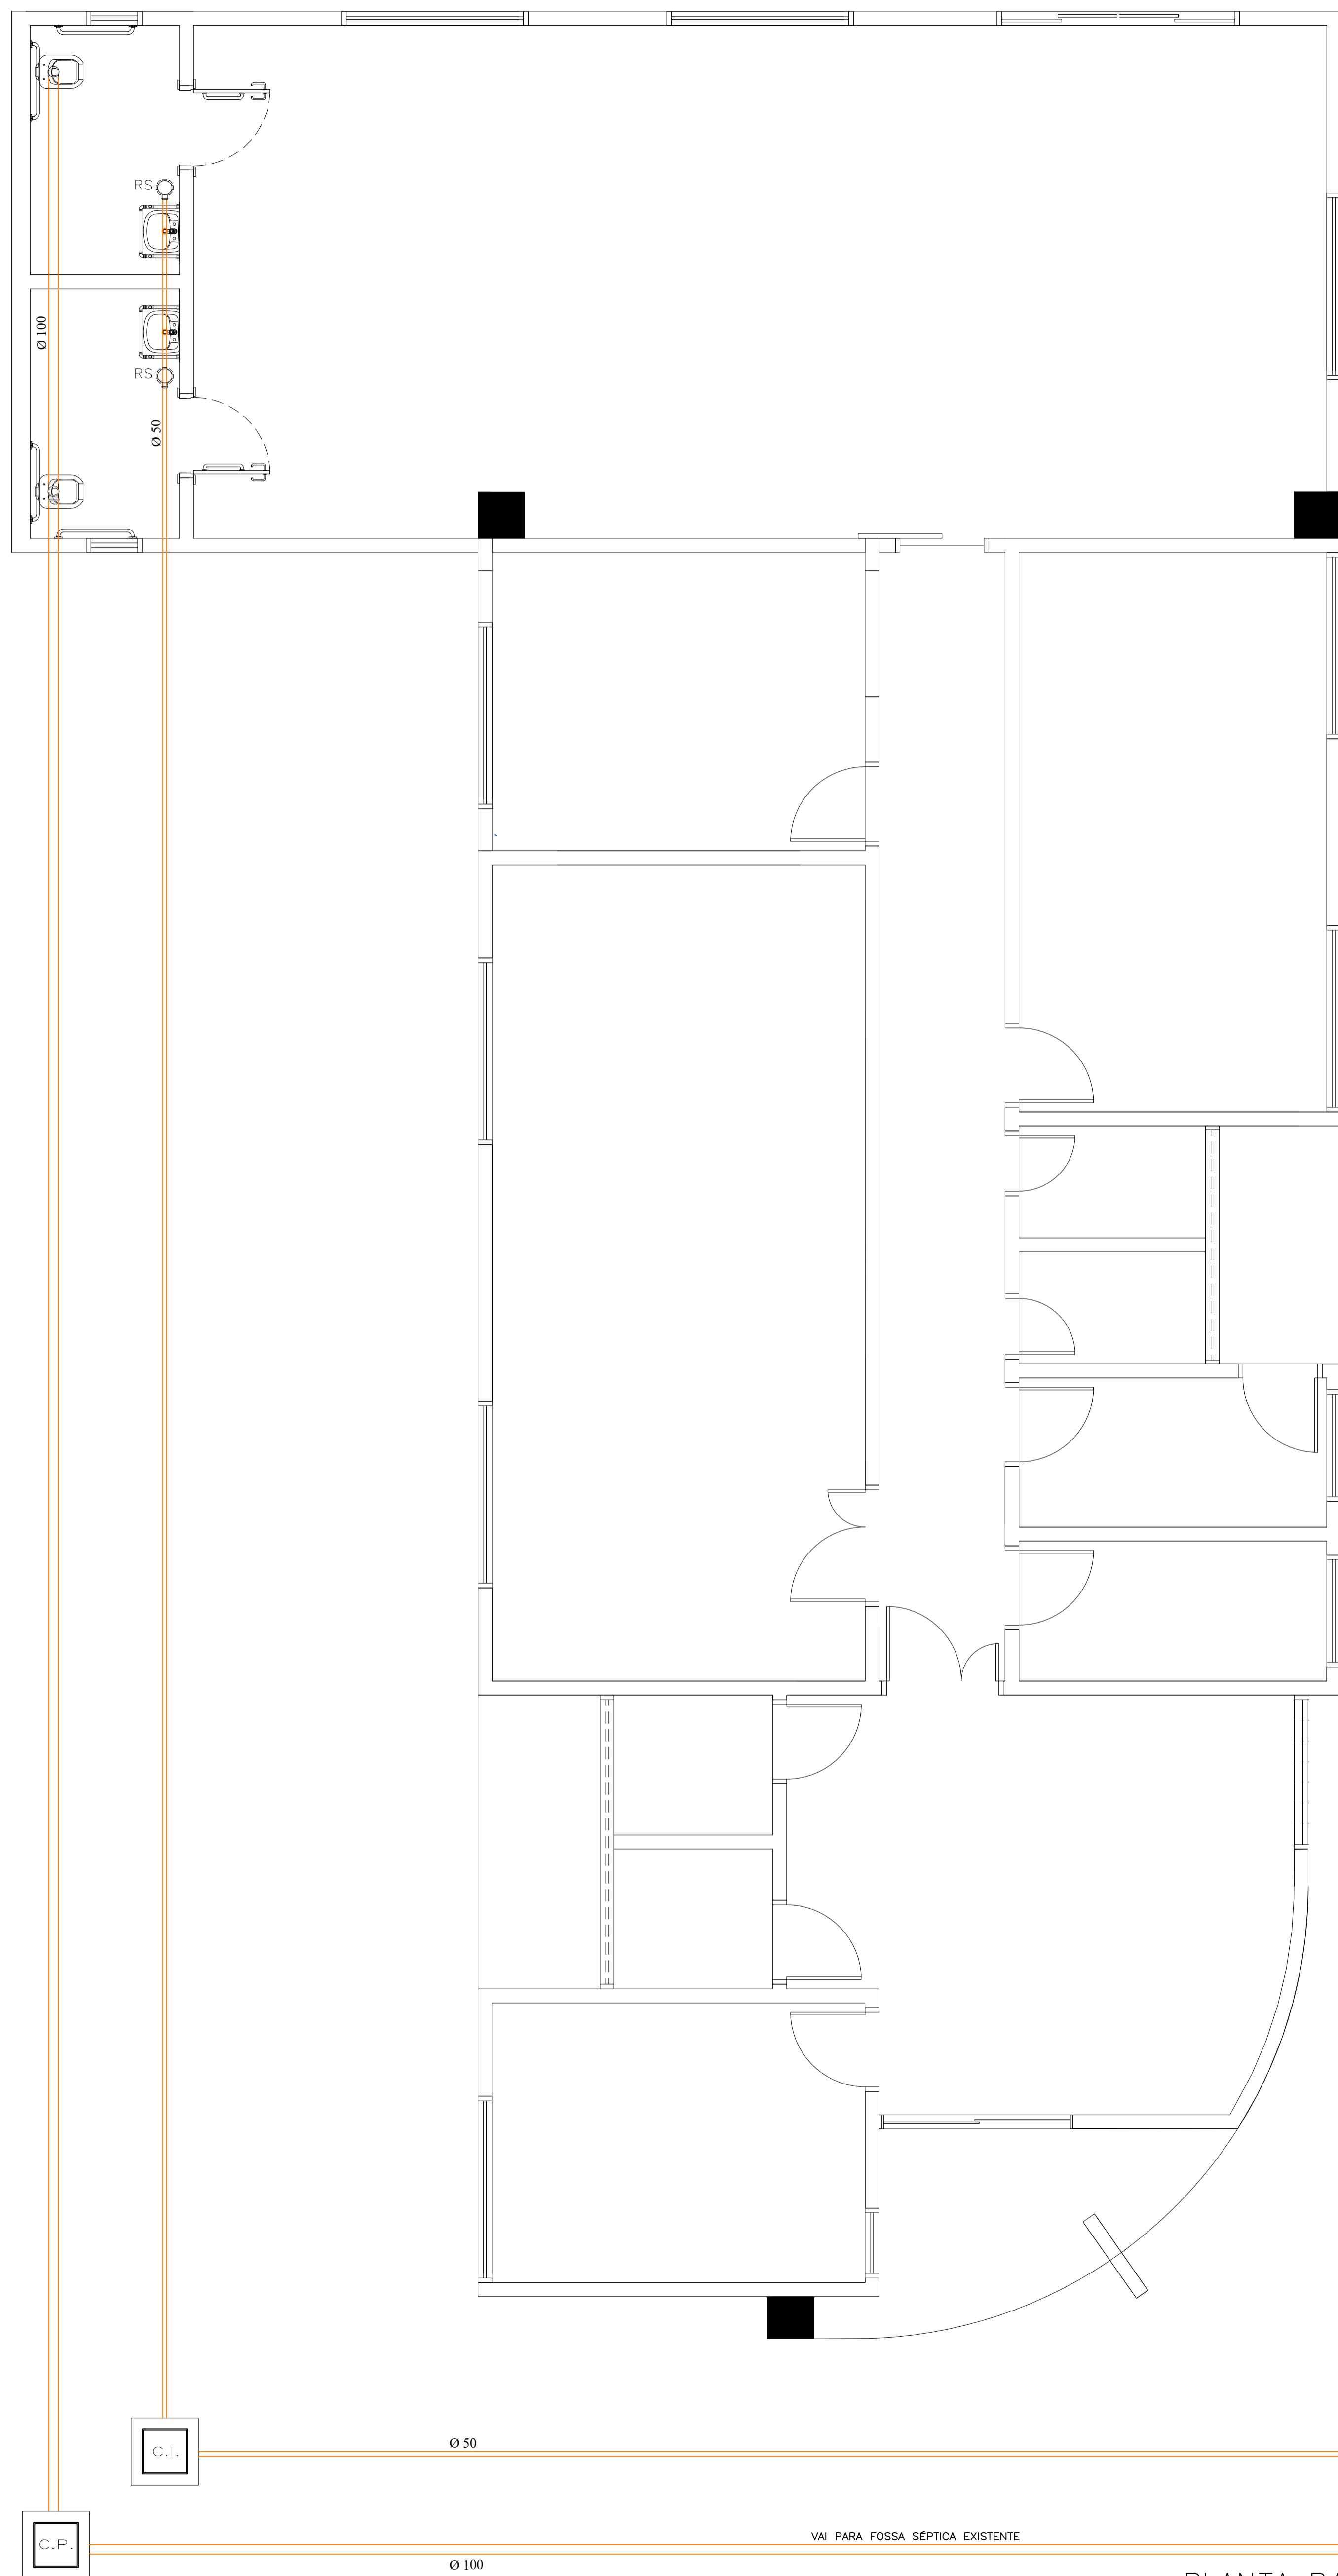 RS
Ø 100
RS
Ø 50
C.I.
Ø 50
C.P.
VAI PARA FOSSA SÉPTICA EXISTENTE
Ø 100